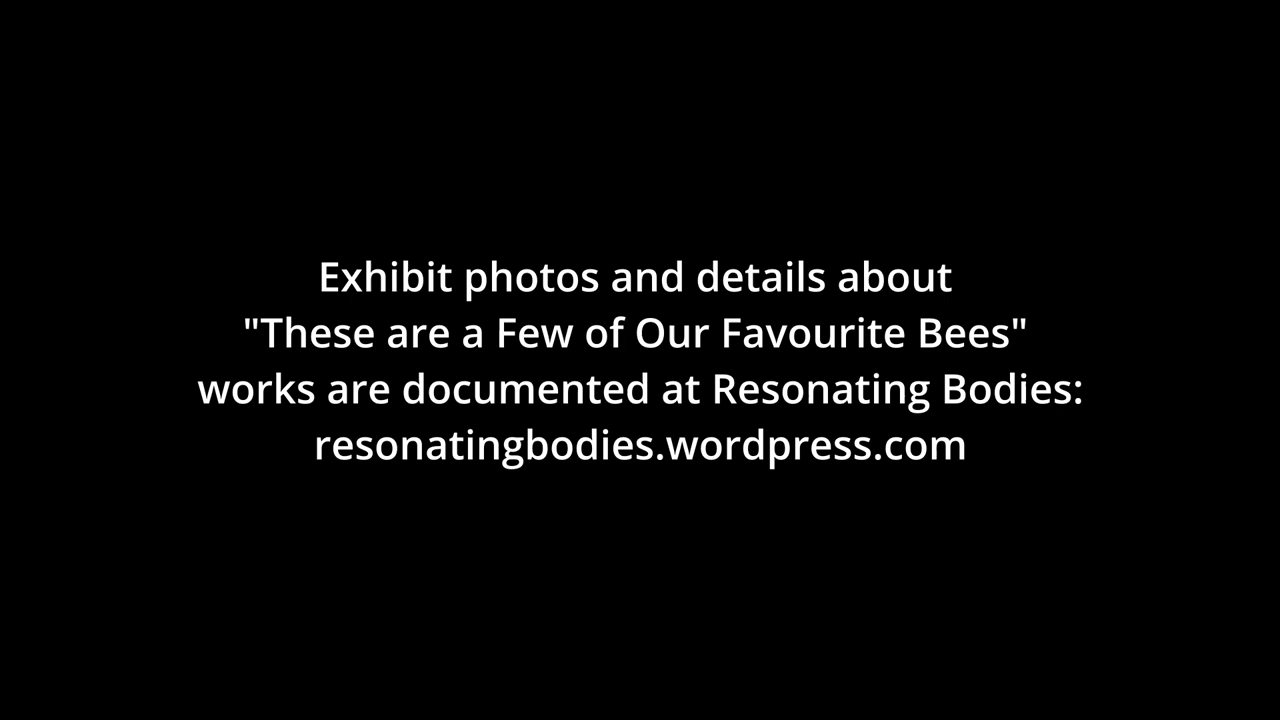 Exhibit photos and details about
"These are a Few of Our Favourite Bees"
works are documented at Resonating Bodies:
resonatingbodies.wordpress.com